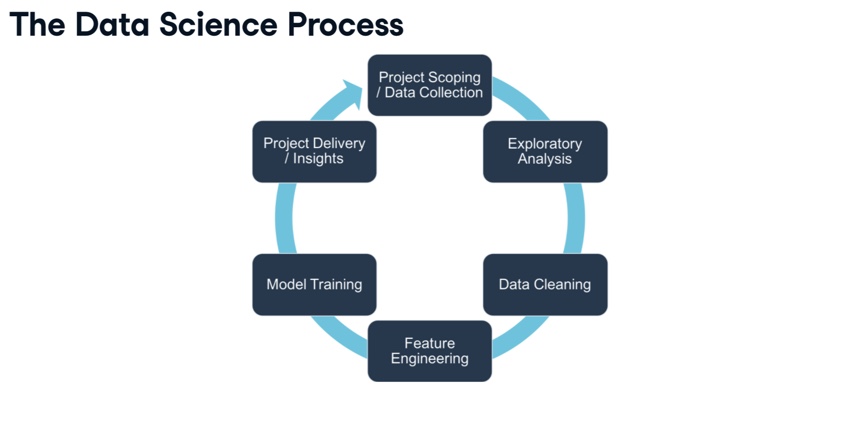 The Data Science Process
Project Scoping
/ Data Collection
Exploratory
Analysis
Data Cleaning
Feature
Engineering
Model Training
Project Delivery
/ Insights